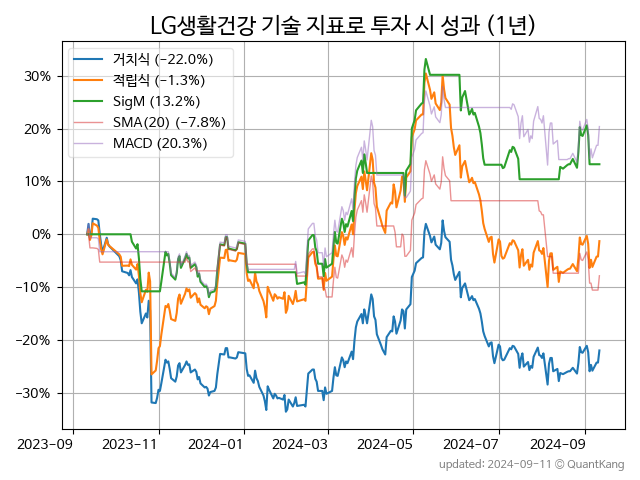 LG생활건강 기술 지표로 투자 시 성과 (1년)
거치식 (−22.0%)
적립식 (−1.3%)
SigM (13.2%)
SMA(20) (−7.8%)
MACD (20.3%)
30%
20%
10%
0%
−10%
−20%
−30%
2023-09 2023-11 2024-01 2024-03 2024-05 2024-07 2024-09
updated: 2024-09-11 © QuantKang